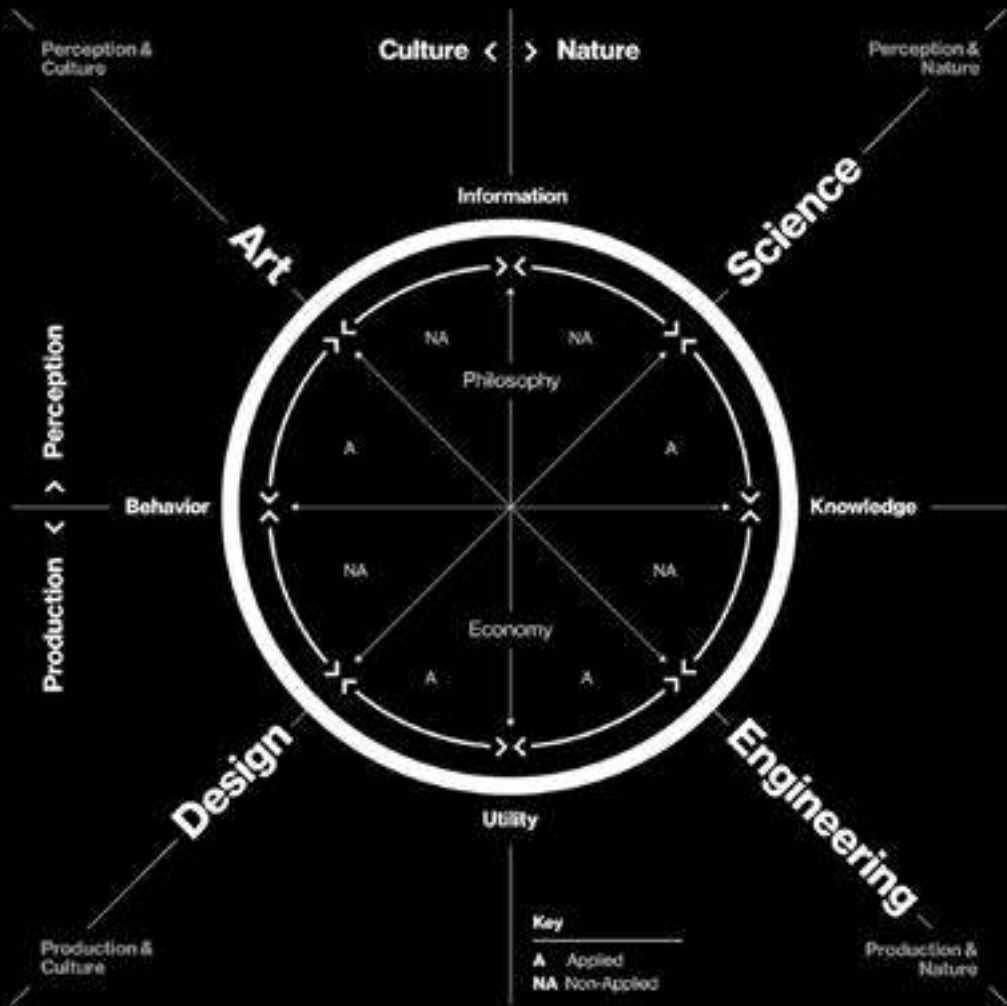 Perception &
Culture
Culture < > Nature
Perception &
Nature
Information
Art
Science
NA
NA
Philosophy
Production < > Perception
A
A
Behavior
Knowledge
NA
NA
Economy
A
A
Design
Engineering
Utility
Key
A Applied
NA Non-Applied
Production &
Culture
Production &
Nature